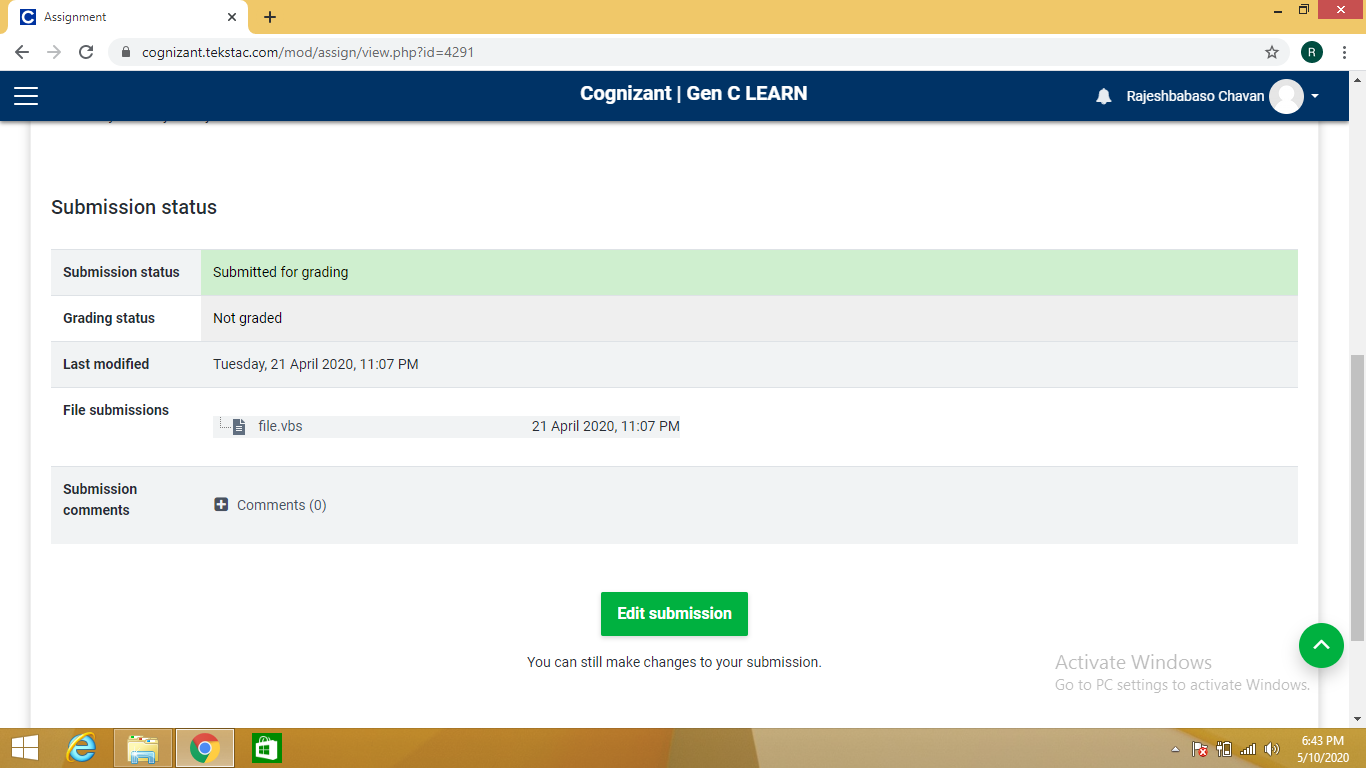 Assignment
cognizant.tekstac.com/mod/assign/view.php?id=4291
R
Cognizant | Gen C LEARN
Rajeshbabaso Chavan
Submission status
Submission status Submitted for grading
Grading status Not graded
Last modified Tuesday, 21 April 2020, 11:07 PM
File submissions
file.vbs 21 April 2020, 11:07 PM
Submission
comments
Comments (0)
Edit submission
You can still make changes to your submission.
Activate Windows
Go to PC settings to activate Windows.
6:43 PM
5/10/2020